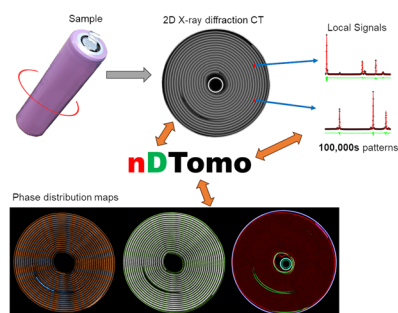 Sample
2D X-ray diffraction CT
Local Signals
100,000s patterns
nDTomo
Phase distribution maps